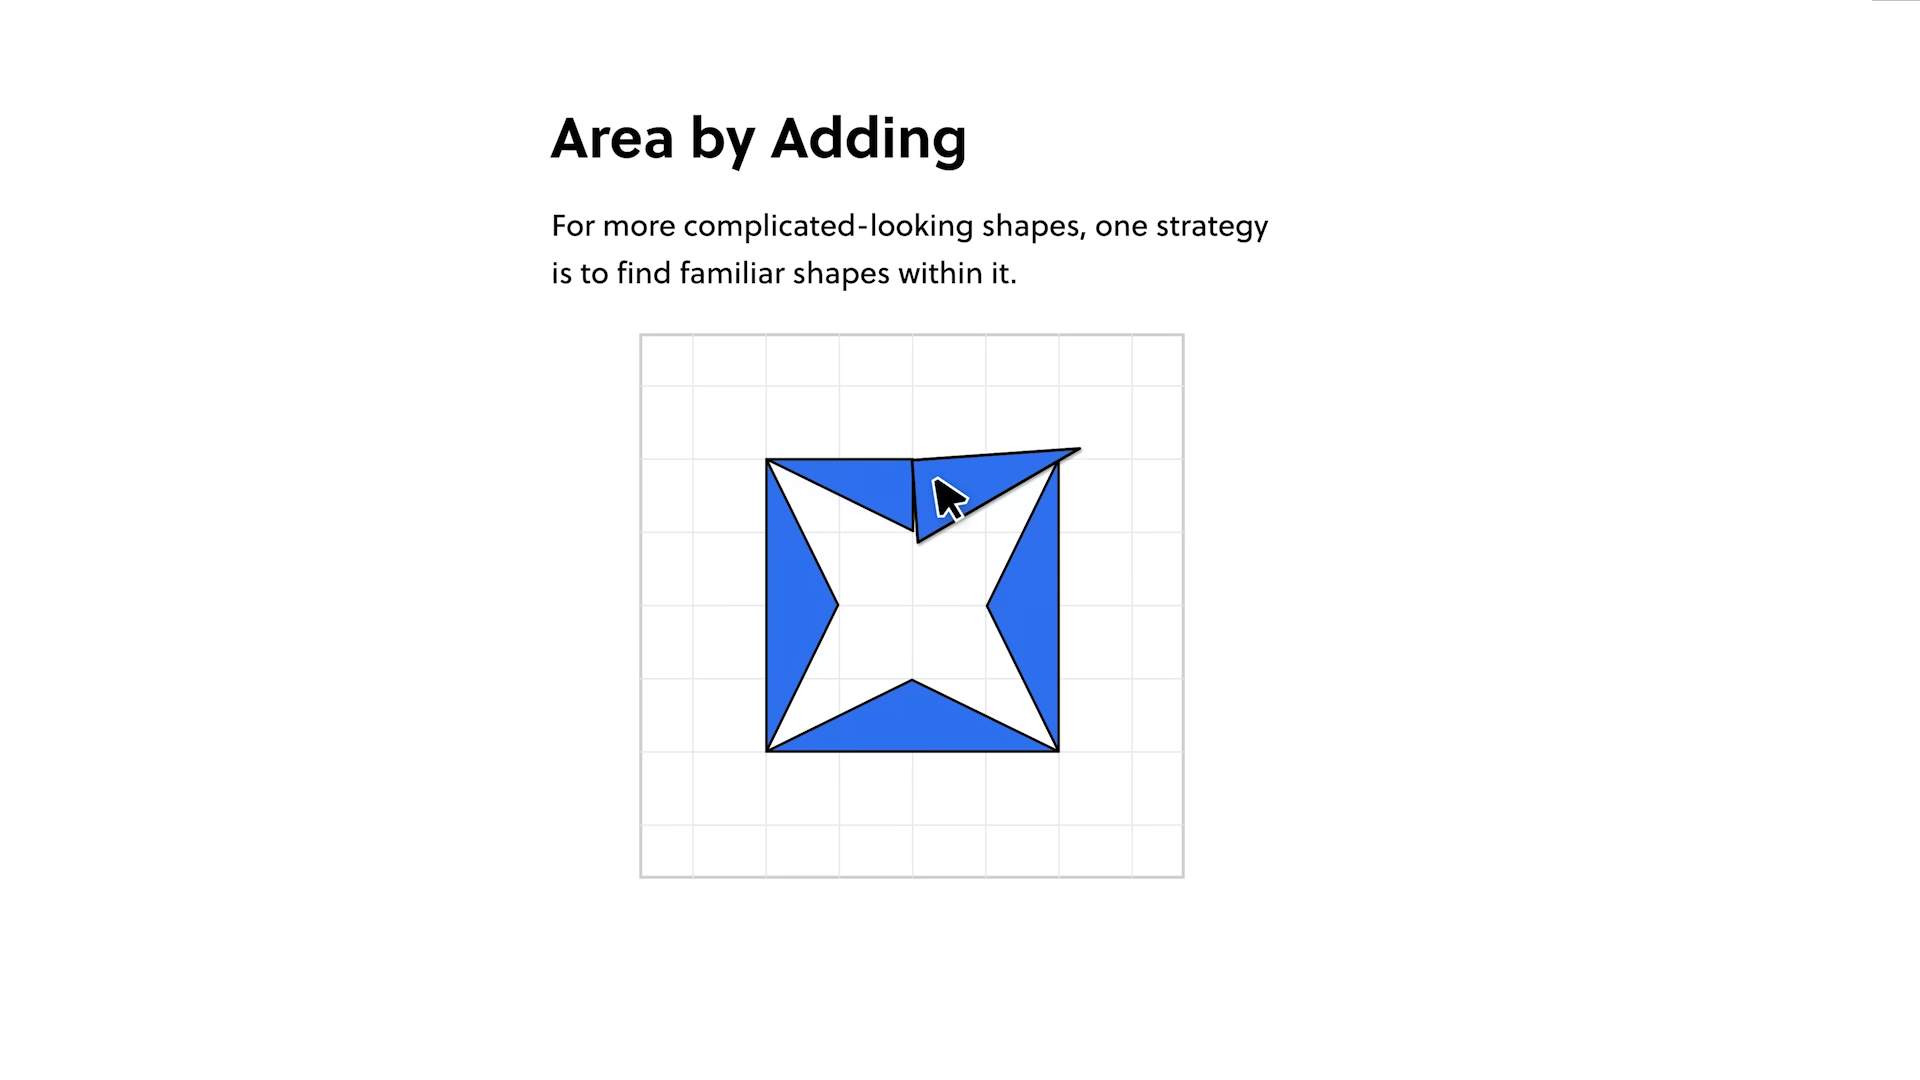 Area by Adding
For more complicated-looking shapes, one strategy
is to find familiar shapes within it.